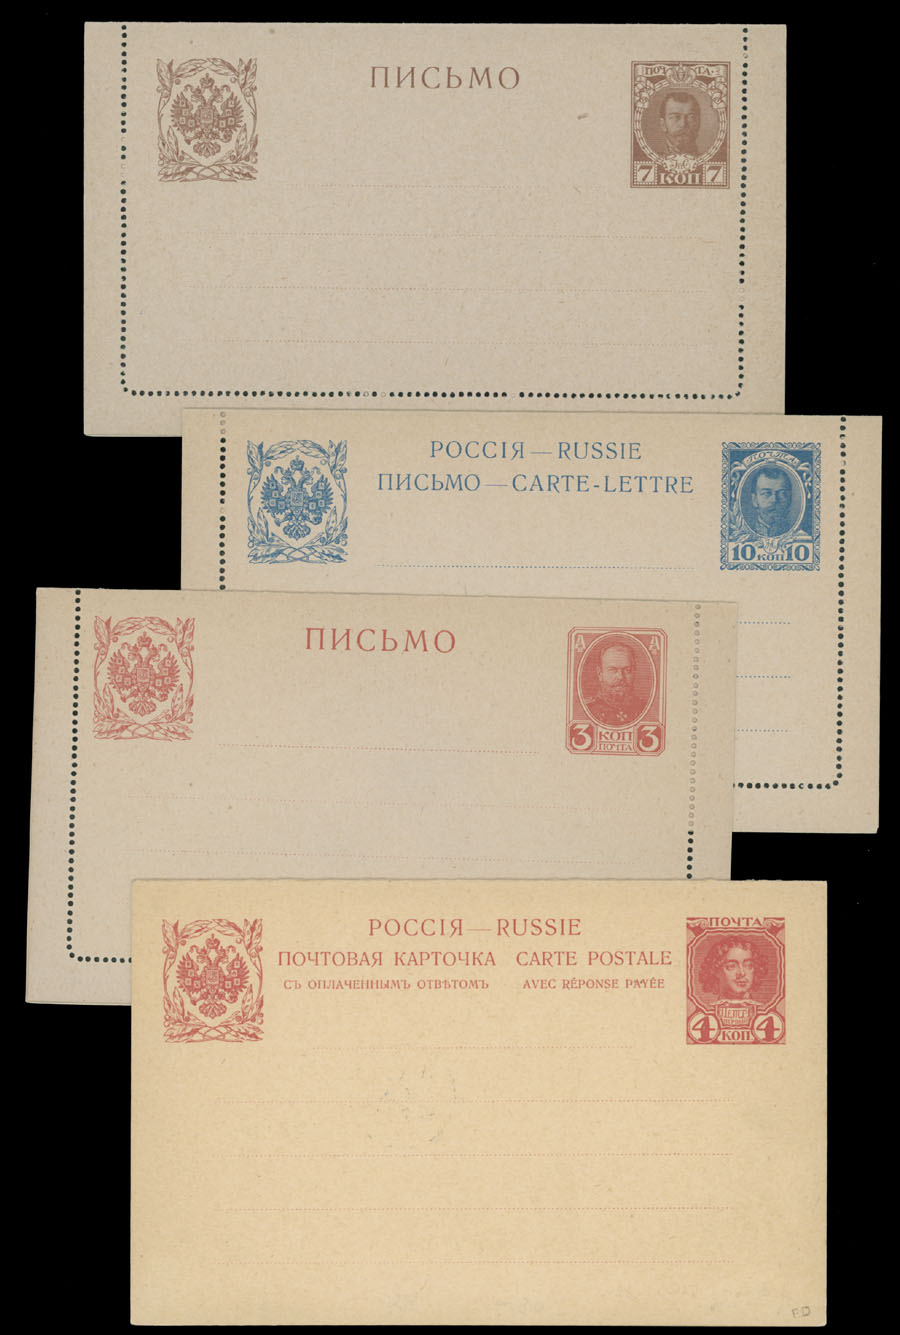 ПИСЬМО
ПОЧТА
7 КОП 7
РОССІЯ — RUSSIE
ПИСЬМО — CARTE-LETTRE
ПОЧТА
10 КОП 10
ПИСЬМО
3 КОП 3
ПОЧТА
РОССІЯ — RUSSIE
ПОЧТОВАЯ КАРТОЧКА CARTE POSTALE
СЪ ОПЛАЧЕННЫМЪ ОТВѢТОМЪ AVEC RÉPONSE PAYÉE
ПОЧТА
4 КОП. 4